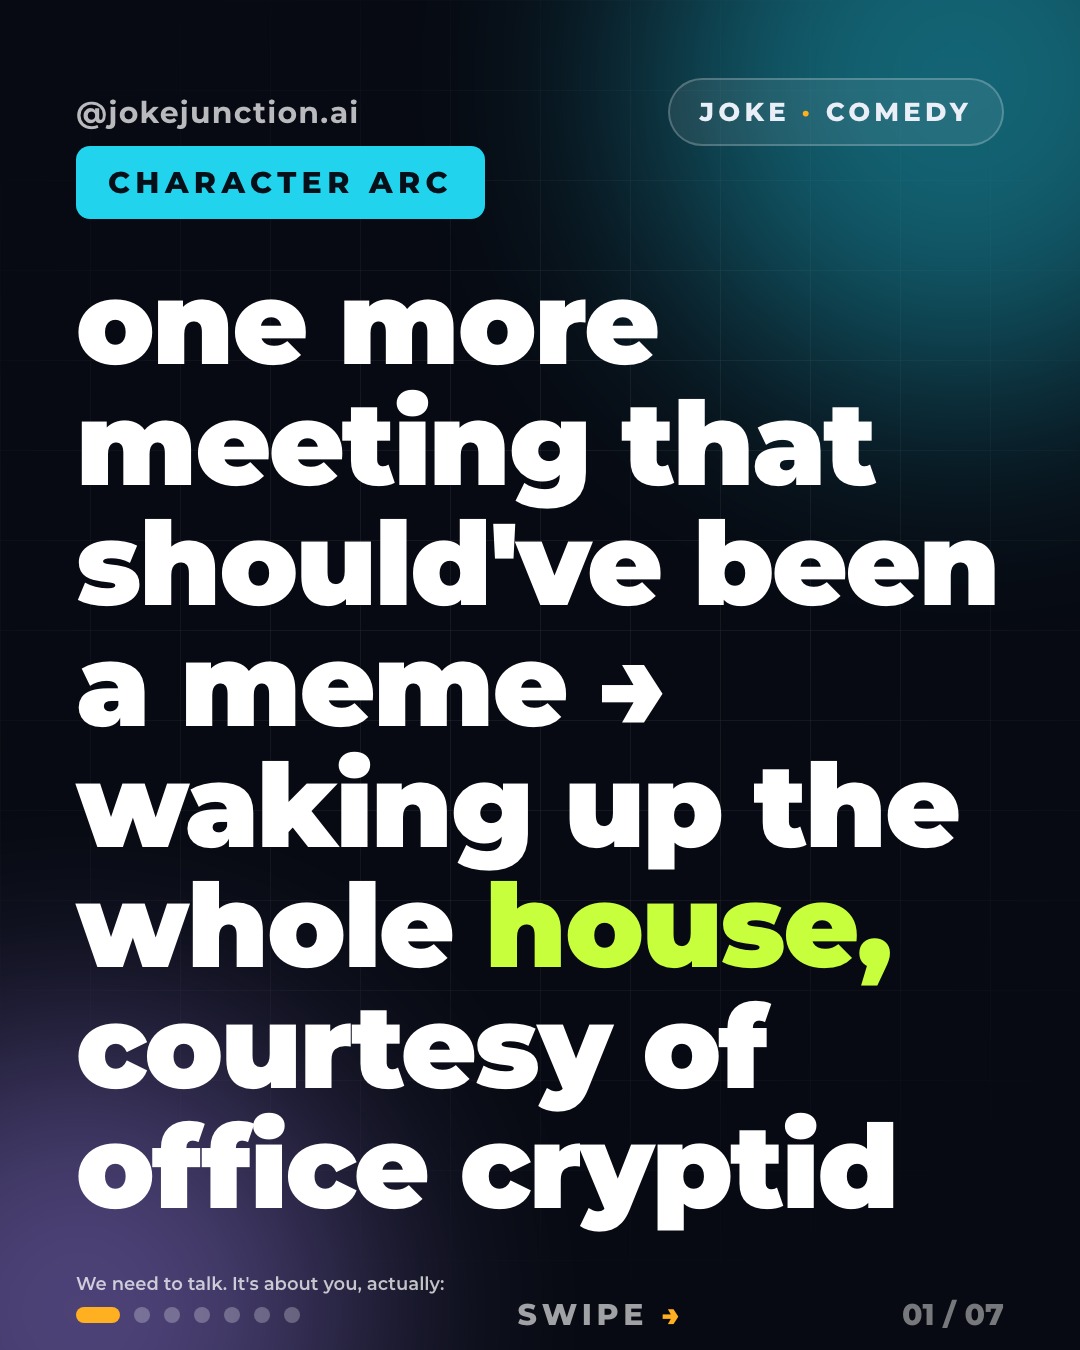 @jokejunction.ai
JOKE · COMEDY
CHARACTER ARC
one more
meeting that
should've been
a meme →
waking up the
whole house,
courtesy of
office cryptid
We need to talk. It's about you, actually:
SWIPE →
01 / 07